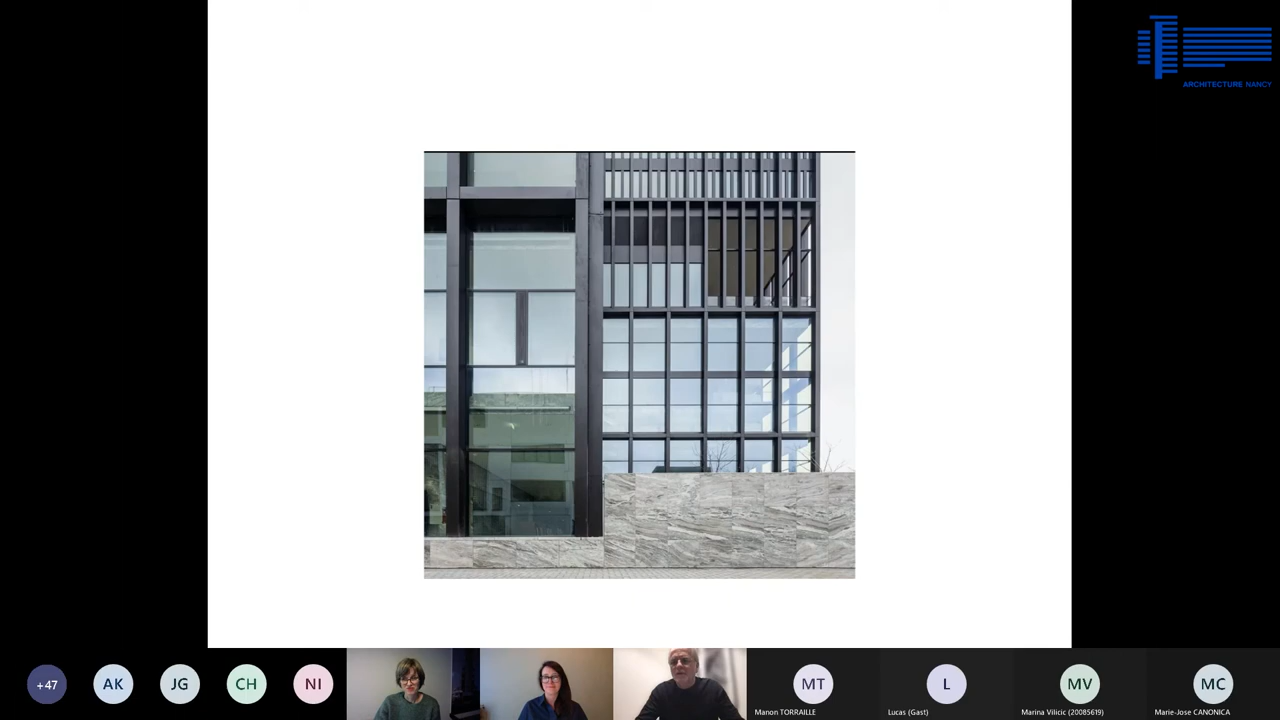 ARCHITECTURE NANCY
+47
AK
JG
CH
NI
MT
Manon TORRAILLE
L
Lucas (Gast)
MV
Marina Vilicic (20085619)
MC
Marie-Jose CANONICA